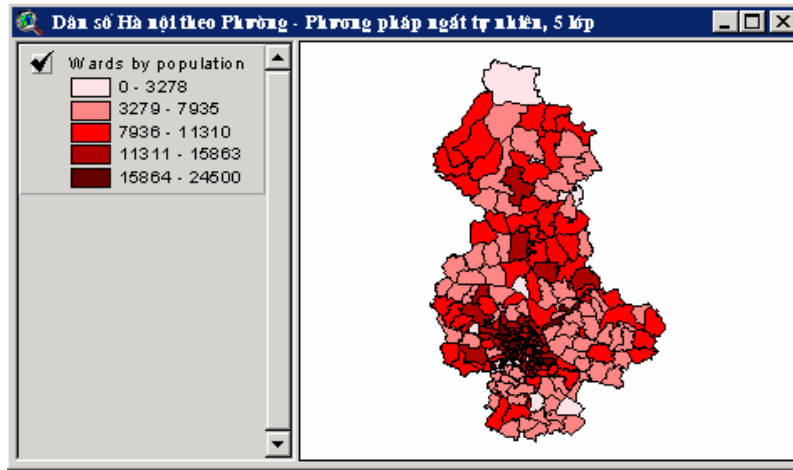 Dân số Hà nội theo Phường - Phương pháp ngắt tự nhiên, 5 lớp
Wards by population
0 - 3278
3279 - 7935
7936 - 11310
11311 - 15863
15864 - 24500